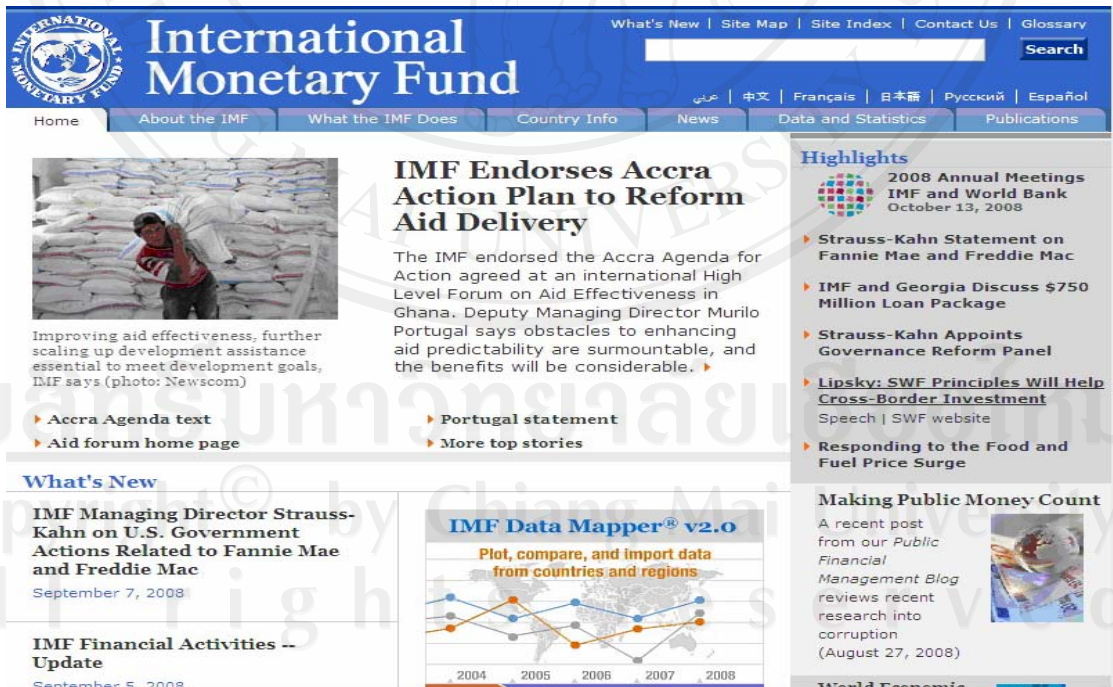 What's New | Site Map | Site Index | Contact Us | Glossary
INTERNATIONAL MONETARY FUND
International
Monetary Fund
Search
عربي | 中文 | Français | 日本語 | Русский | Español
Home
About the IMF
What the IMF Does
Country Info
News
Data and Statistics
Publications
IMF Endorses Accra
Action Plan to Reform
Aid Delivery
The IMF endorsed the Accra Agenda for
Action agreed at an international High
Level Forum on Aid Effectiveness in
Ghana. Deputy Managing Director Murilo
Portugal says obstacles to enhancing
aid predictability are surmountable, and
the benefits will be considerable.
Improving aid effectiveness, further
scaling up development assistance
essential to meet development goals,
IMF says (photo: Newscom)
Accra Agenda text
Aid forum home page
Portugal statement
More top stories
Highlights
2008 Annual Meetings
IMF and World Bank
October 13, 2008
Strauss-Kahn Statement on
Fannie Mae and Freddie Mac
IMF and Georgia Discuss $750
Million Loan Package
Strauss-Kahn Appoints
Governance Reform Panel
Lipsky: SWF Principles Will Help
Cross-Border Investment
Speech | SWF website
Responding to the Food and
Fuel Price Surge
What's New
IMF Managing Director Strauss-
Kahn on U.S. Government
Actions Related to Fannie Mae
and Freddie Mac
September 7, 2008
IMF Financial Activities --
Update
September 5, 2008
IMF Data Mapper® v2.0
Plot, compare, and import data
from countries and regions
2004 2005 2006 2007 2008
Making Public Money Count
A recent post
from our Public
Financial
Management Blog
reviews recent
research into
corruption
(August 27, 2008)
World Economic
© by Chiang Mai University